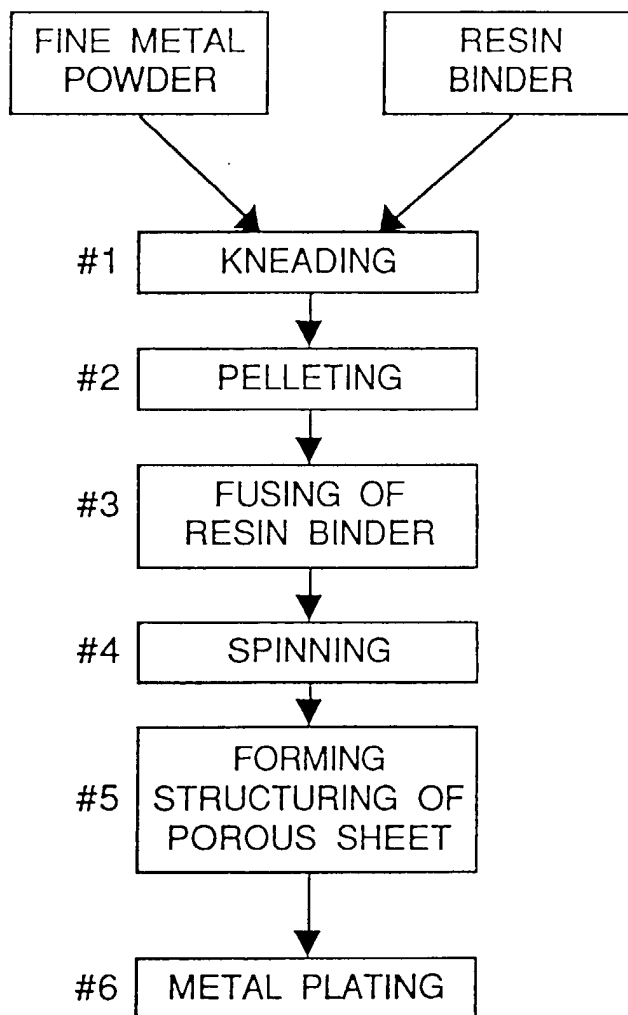 FINE METAL
POWDER
RESIN
BINDER
#1 KNEADING
#2 PELLETING
#3 FUSING OF
RESIN BINDER
#4 SPINNING
#5 FORMING
STRUCTURING OF
POROUS SHEET
#6 METAL PLATING